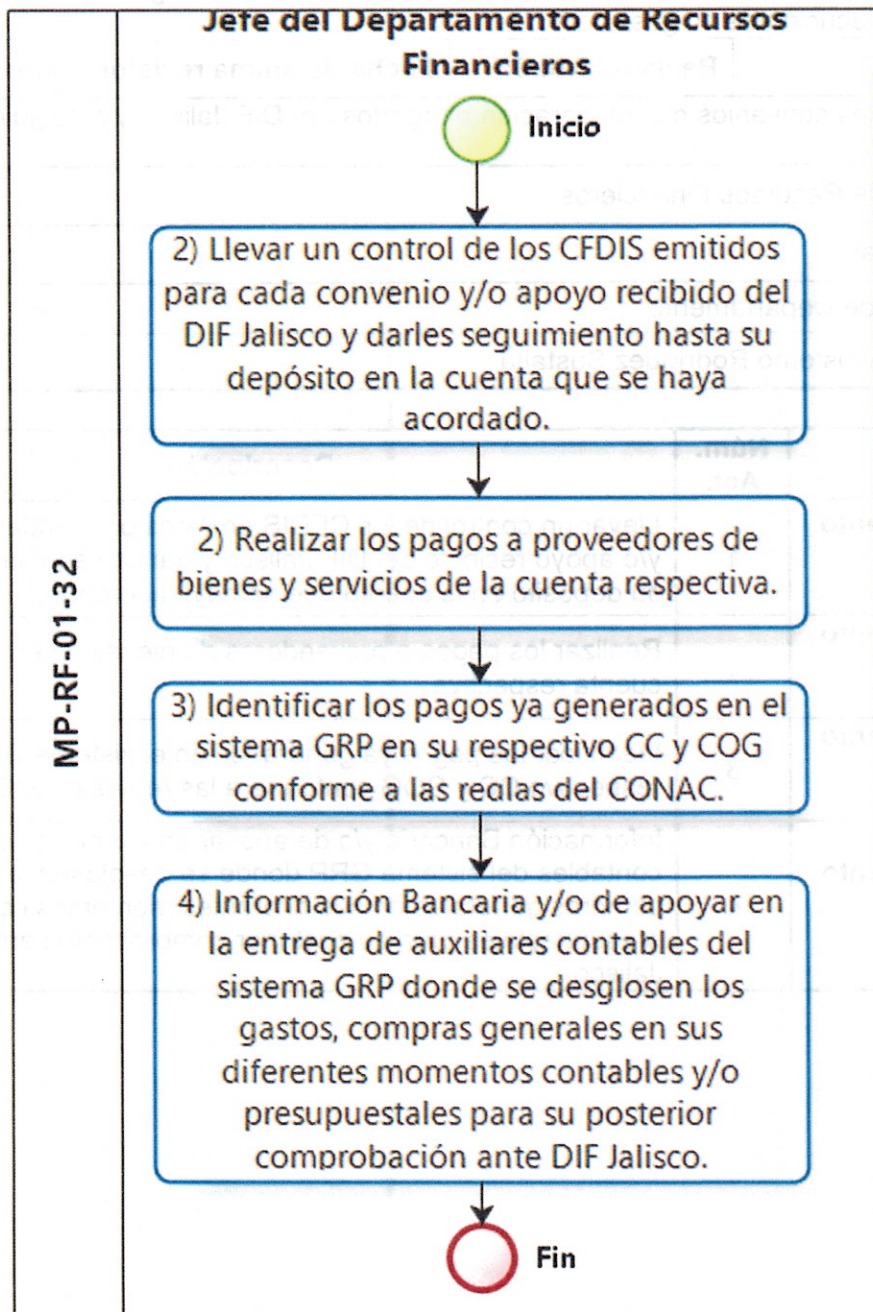 Jefe del Departamento de Recursos
Financieros
Inicio
2) Llevar un control de los CFDIS emitidos
para cada convenio y/o apoyo recibido del
DIF Jalisco y darles seguimiento hasta su
depósito en la cuenta que se haya
acordado.
2) Realizar los pagos a proveedores de
bienes y servicios de la cuenta respectiva.
3) Identificar los pagos ya generados en el
sistema GRP en su respectivo CC y COG
conforme a las reglas del CONAC.
4) Información Bancaria y/o de apoyar en
la entrega de auxiliares contables del
sistema GRP donde se desglosen los
gastos, compras generales en sus
diferentes momentos contables y/o
presupuestales para su posterior
comprobación ante DIF Jalisco.
Fin
MP-RF-01-32